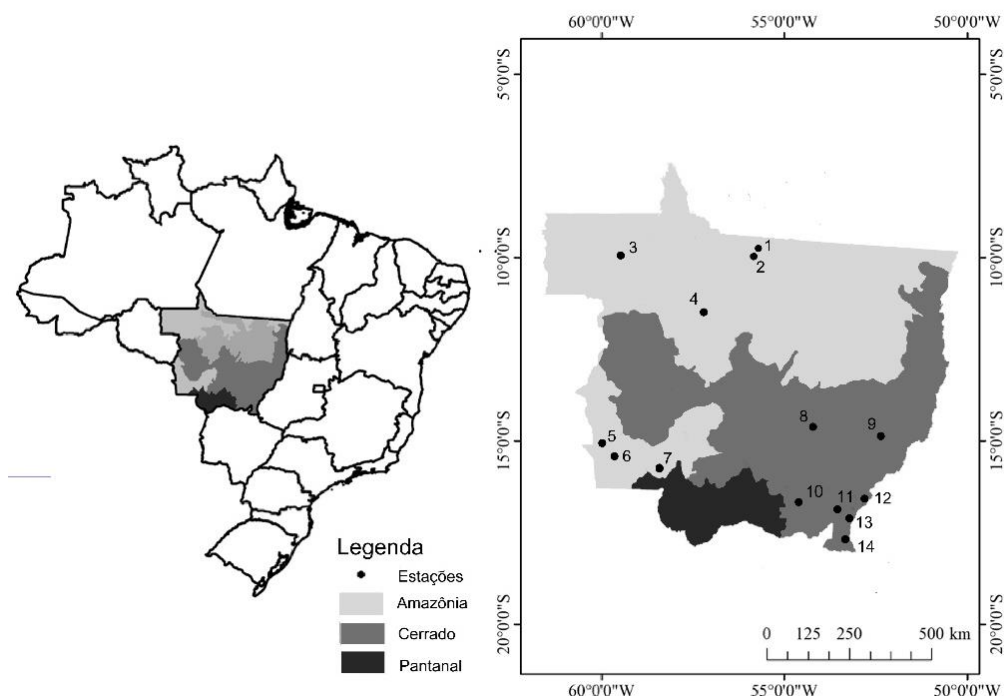 60°0'0"W 55°0'0"W 50°0'0"W
5°0'0"S 5°0'0"S
10°0'0"S 10°0'0"S
15°0'0"S 15°0'0"S
20°0'0"S 20°0'0"S
1
2
3
4
5
6
7
8
9
10
11
12
13
14
Legenda
Estações
Amazônia
Cerrado
Pantanal
0 125 250 500 km
60°0'0"W 55°0'0"W 50°0'0"W